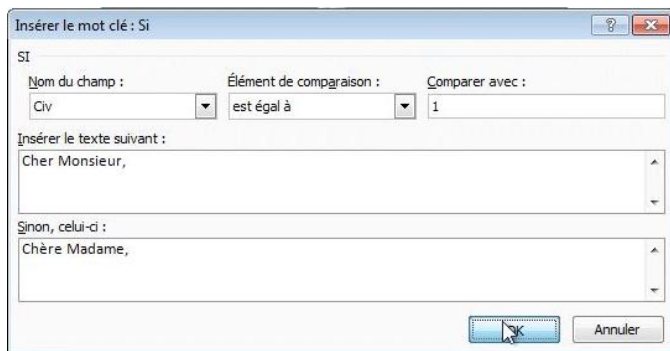 Insérer le mot clé : Si
SI
Nom du champ : Élément de comparaison : Comparer avec :
Civ est égal à 1
Insérer le texte suivant :
Cher Monsieur,
Sinon, celui-ci :
Chère Madame,
OK Annuler